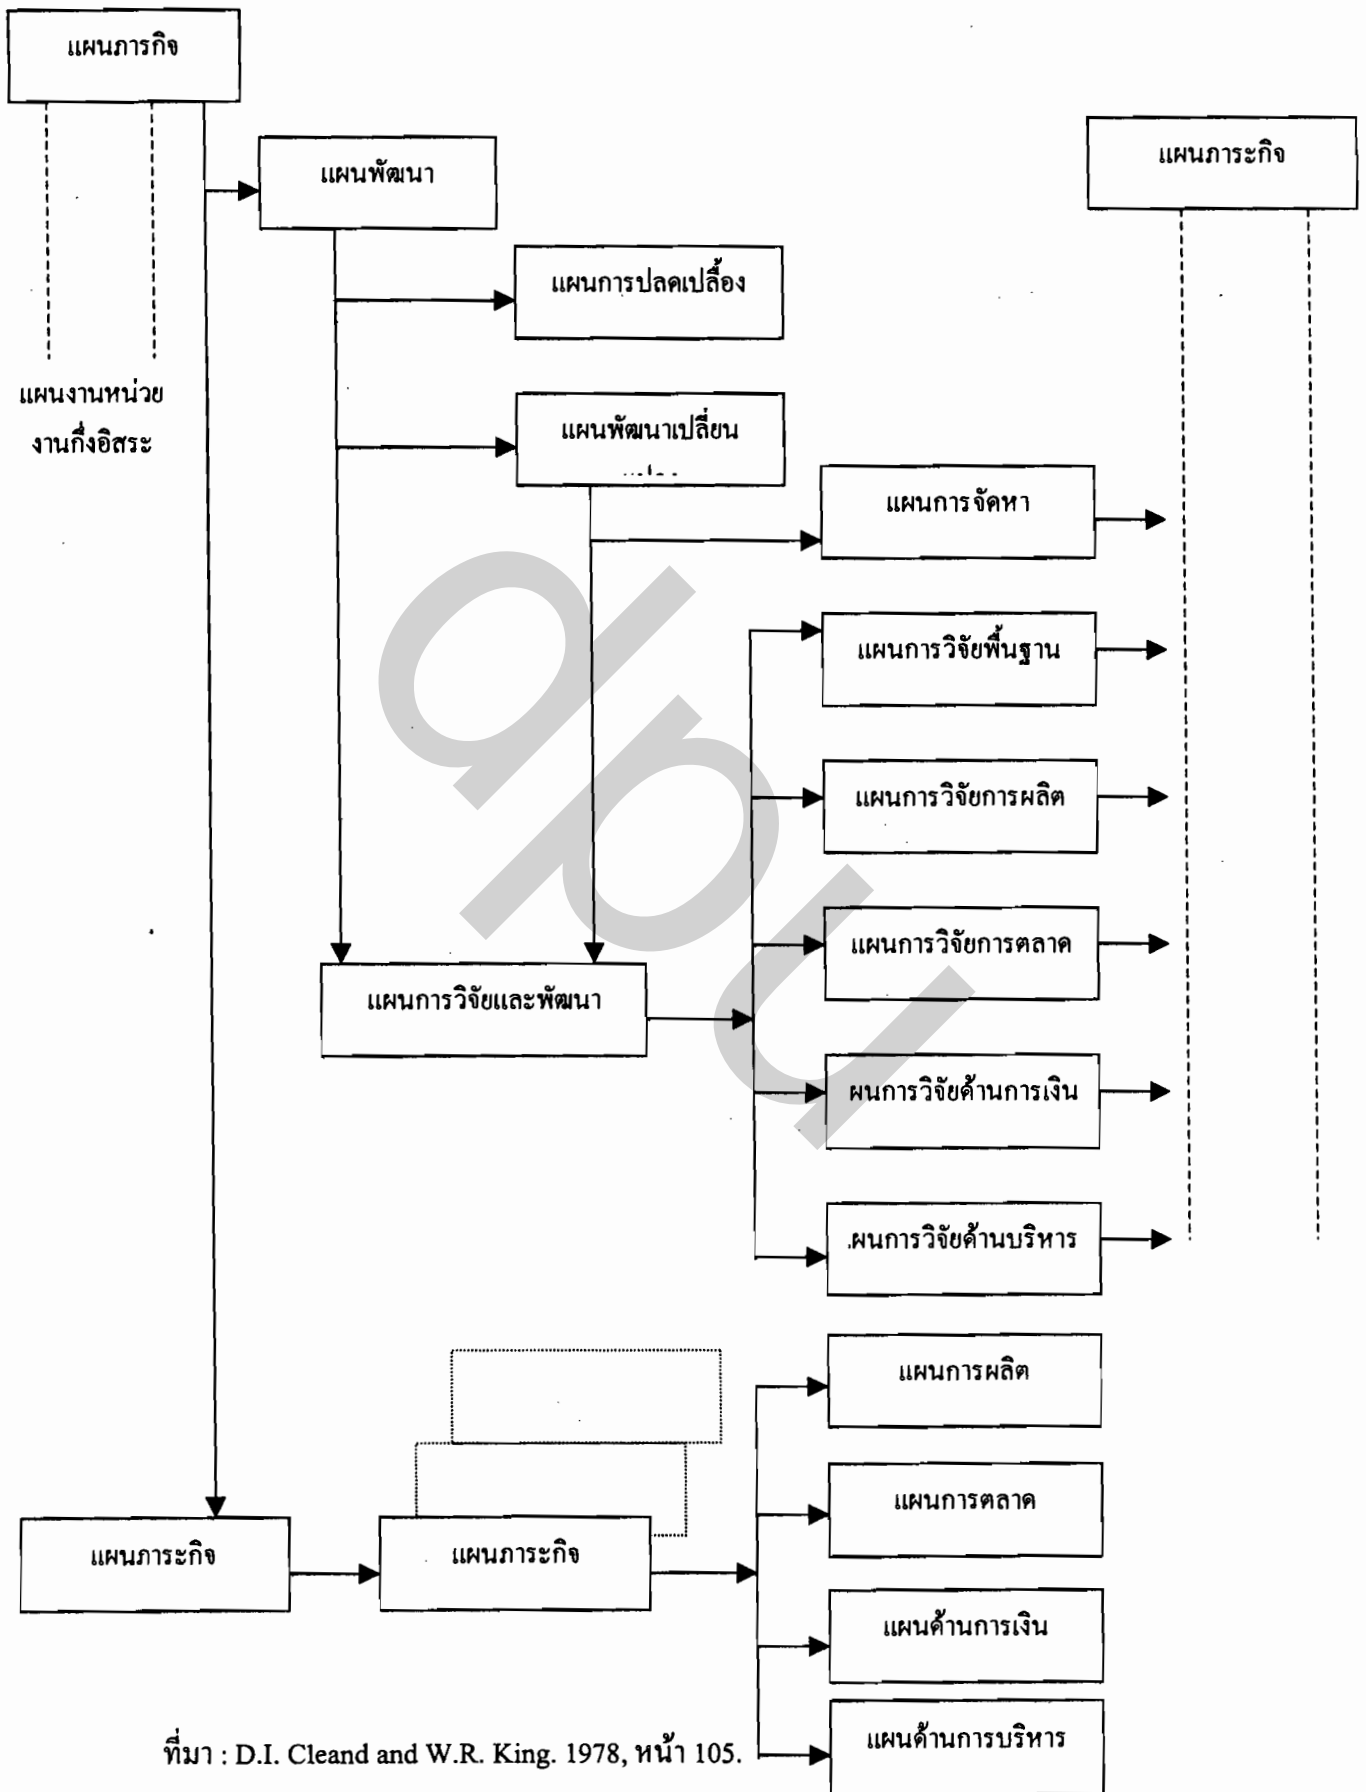 แผนภารกิจ
แผนภาระกิจ
แผนพัฒนา
แผนการปลดเปลื้อง
แผนงานหน่วย
งานกึ่งอิสระ
แผนพัฒนาเปลี่ยน
แผนการจัดหา
แผนการวิจัยพื้นฐาน
แผนการวิจัยการผลิต
แผนการวิจัยการตลาด
แผนการวิจัยและพัฒนา
ผนการวิจัยด้านการเงิน
ผนการวิจัยด้านบริหาร
แผนการผลิต
แผนการตลาด
แผนภาระกิจ
แผนภาระกิจ
แผนด้านการเงิน
แผนด้านการบริหาร
ที่มา : D.I. Cleand and W.R. King. 1978, หน้า 105.
dpu